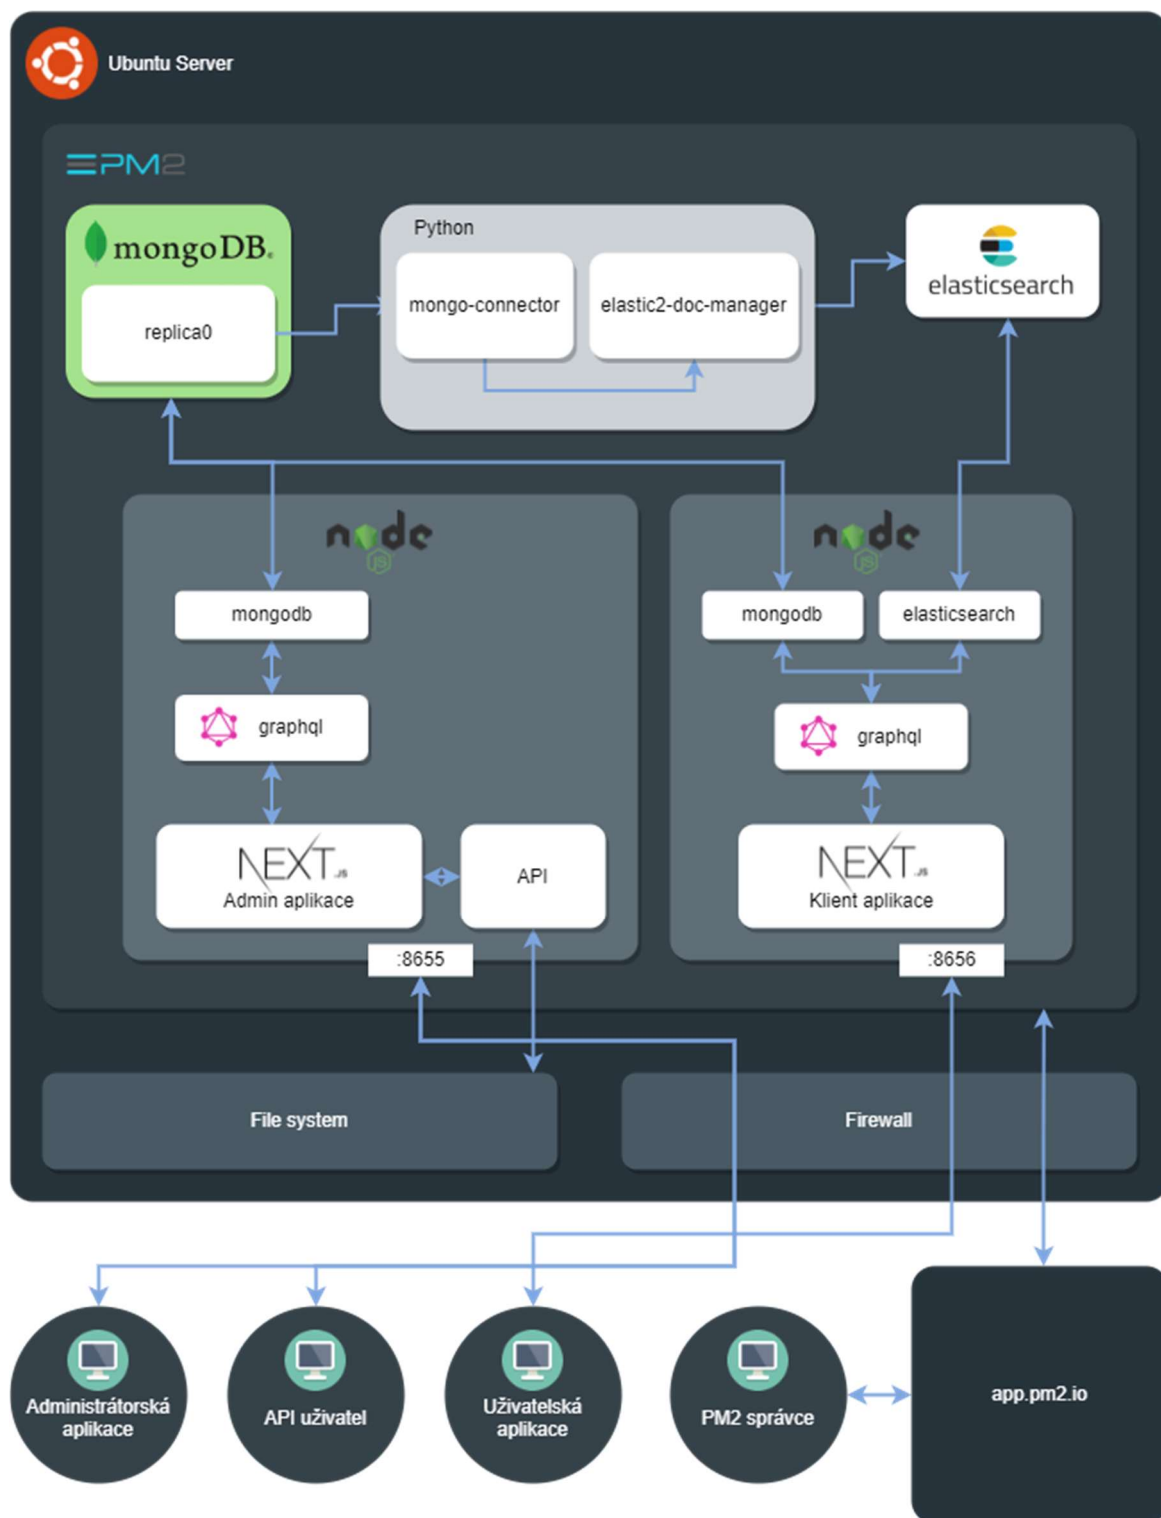 Ubuntu Server
PM2
mongoDB®
replica0
Python
mongo-connector
elastic2-doc-manager
elasticsearch
node
JS
mongodb
graphql
NEXT.JS
Admin aplikace
API
:8655
node
JS
mongodb
elasticsearch
graphql
NEXT.JS
Klient aplikace
:8656
File system
Firewall
Administrátorská
aplikace
API uživatel
Uživatelská
aplikace
PM2 správce
app.pm2.io